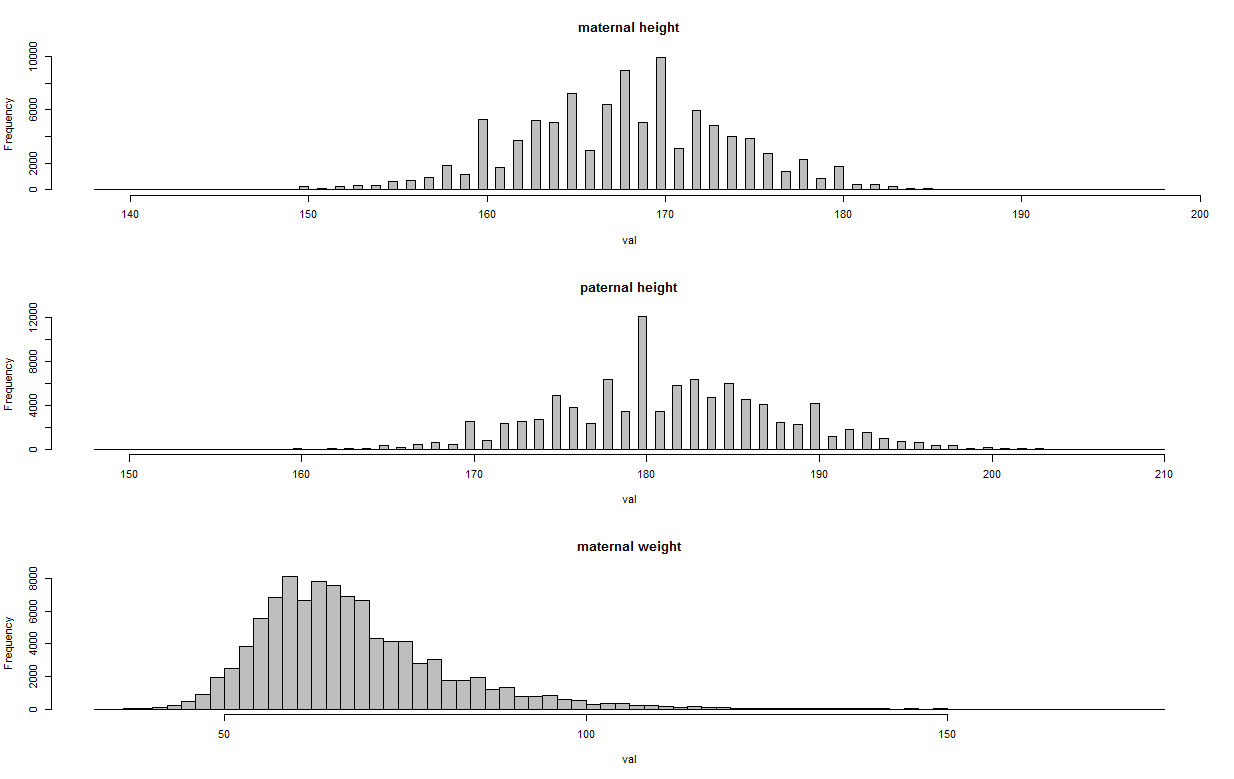 maternal height
Frequency
10000
6000
2000
0
140 150 160 170 180 190 200
val
paternal height
Frequency
12000
8000
4000
0
150 160 170 180 190 200 210
val
maternal weight
Frequency
8000
6000
4000
2000
0
50 100 150
val